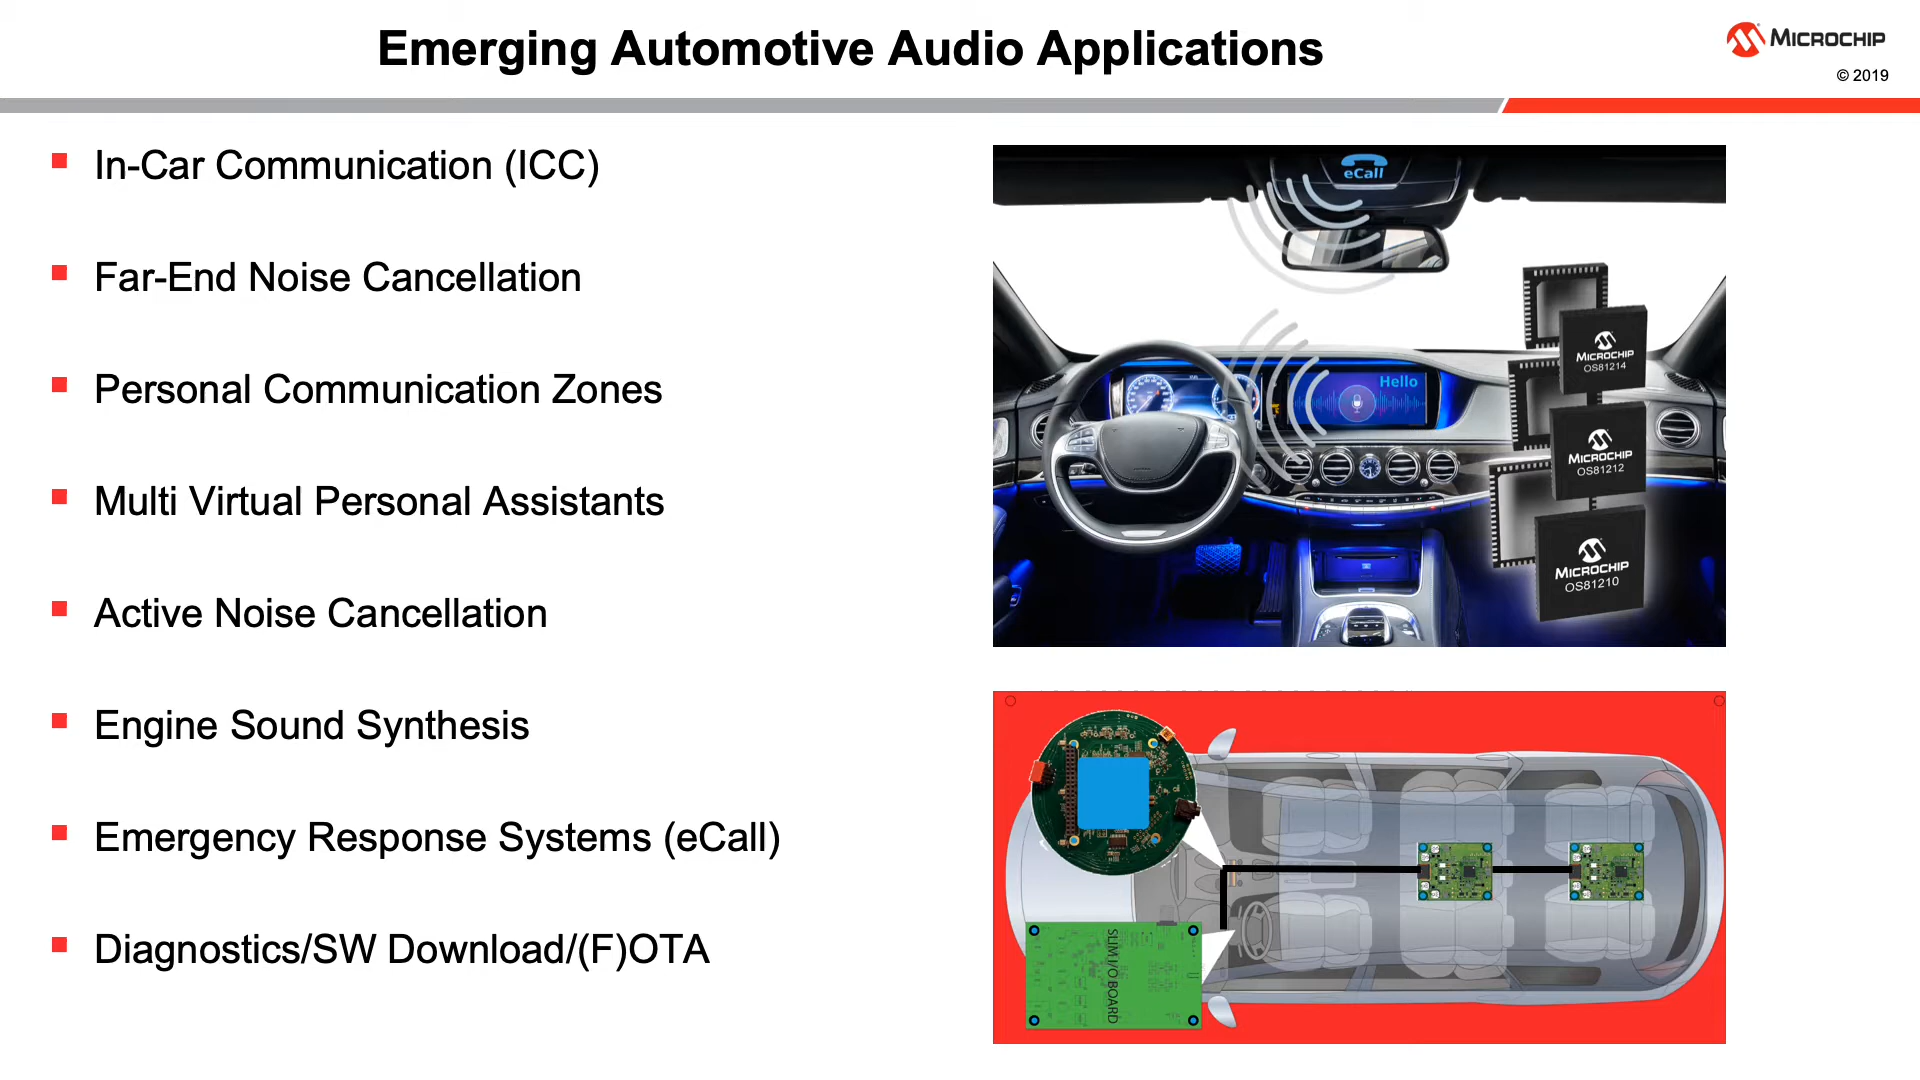 Emerging Automotive Audio Applications
MICROCHIP
© 2019
In-Car Communication (ICC)
Far-End Noise Cancellation
Personal Communication Zones
Multi Virtual Personal Assistants
Active Noise Cancellation
Engine Sound Synthesis
Emergency Response Systems (eCall)
Diagnostics/SW Download/(F)OTA
eCall
Hello
MICROCHIP
OS81214
MICROCHIP
OS81212
MICROCHIP
OS81210
SLIM I/O BOARD